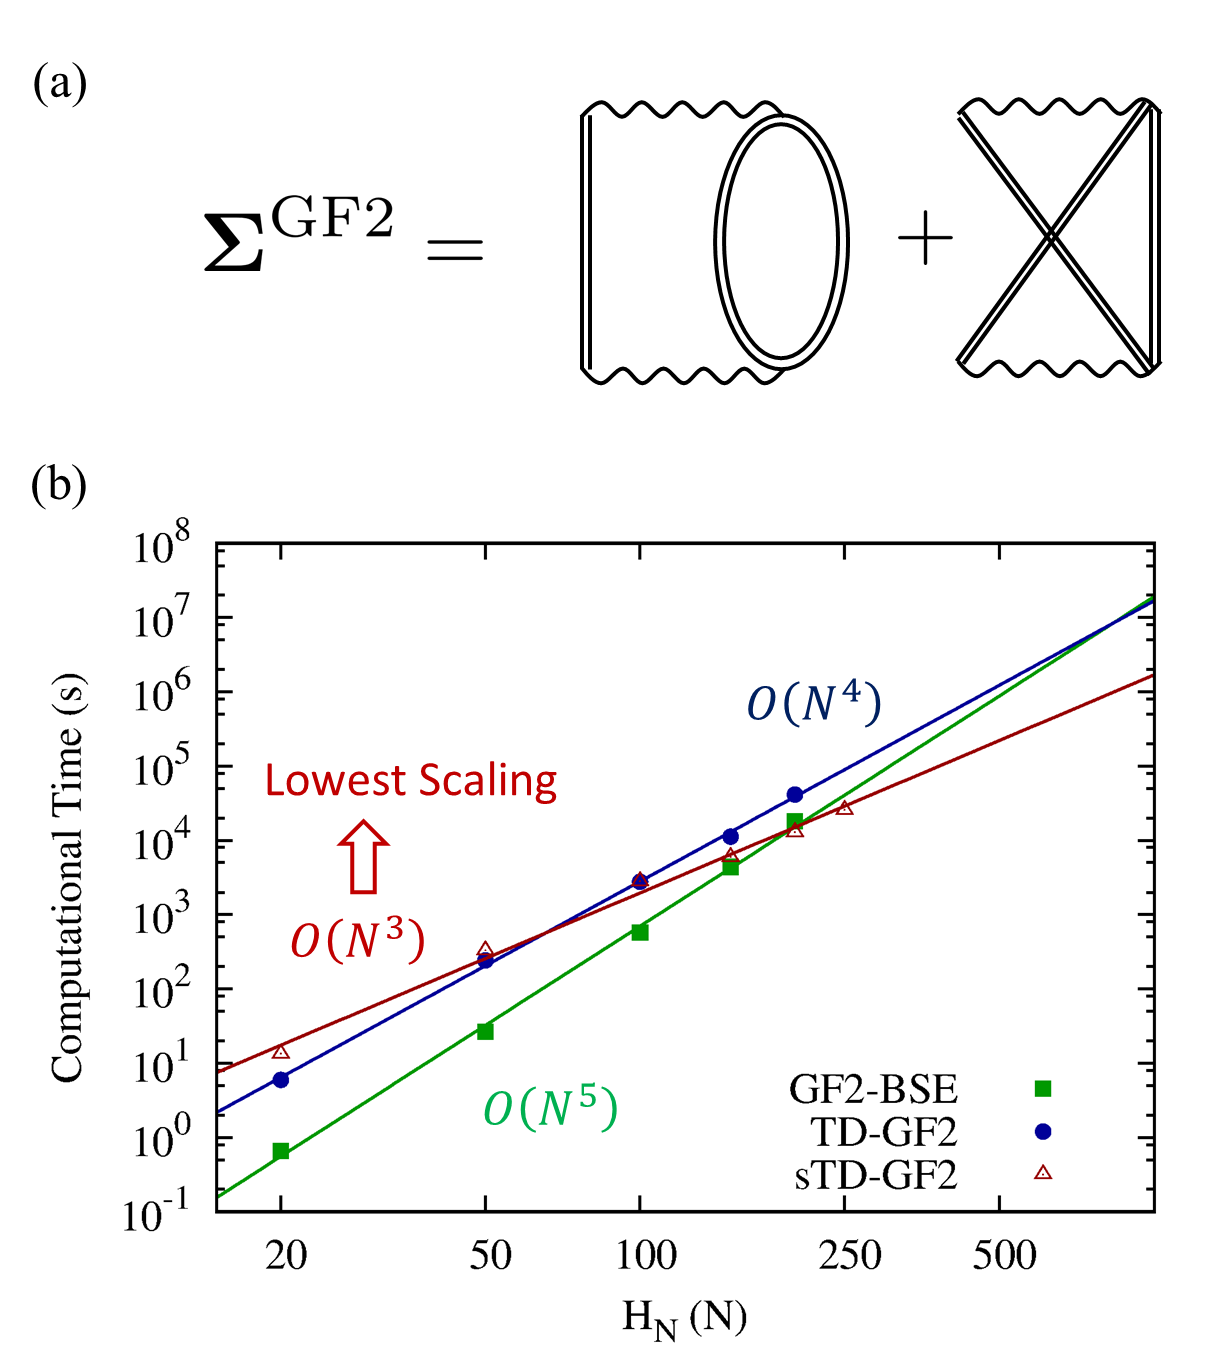 (a)
Σ^GF2 = +
(b)
10^8
10^7
10^6
10^5
10^4
10^3
10^2
10^1
10^0
10^-1
Computational Time (s)
O(N^4)
Lowest Scaling
O(N^3)
O(N^5)
GF2-BSE
TD-GF2
sTD-GF2
20 50 100 250 500
H_N (N)